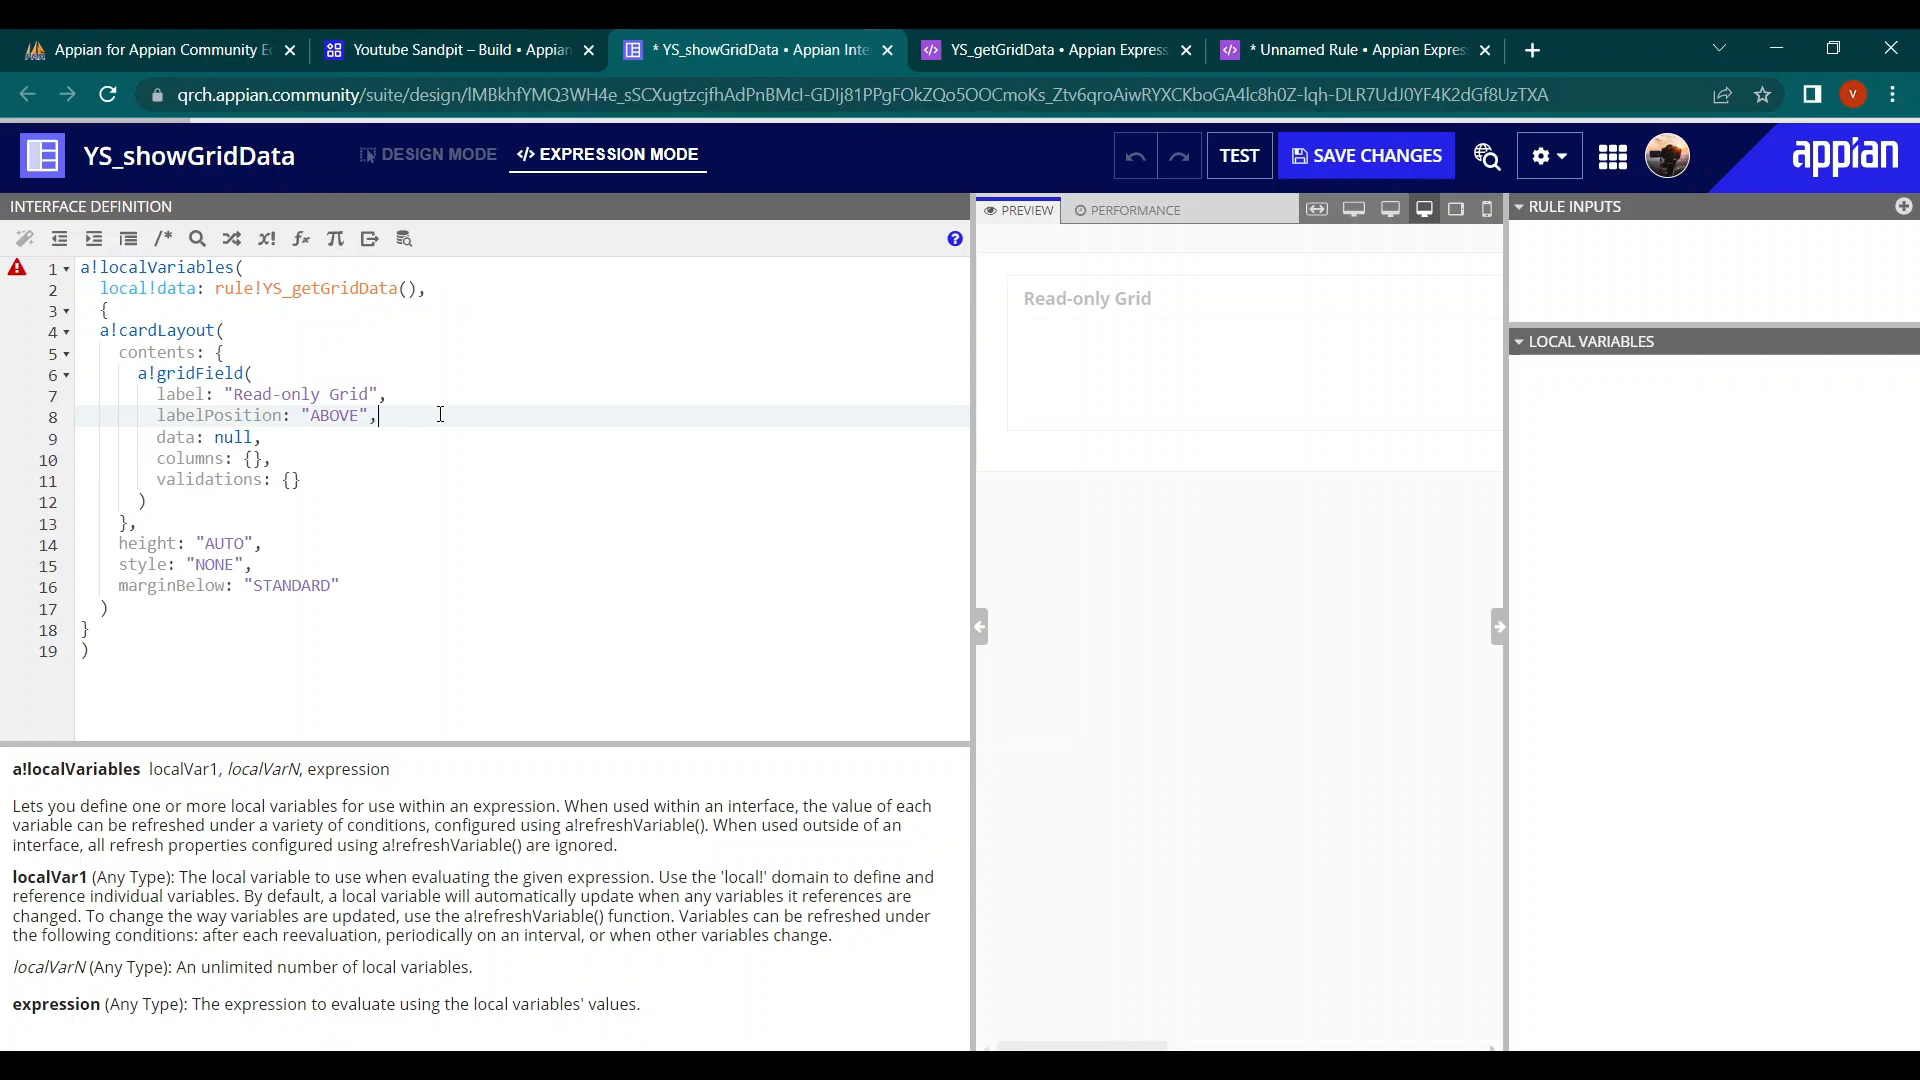 Appian for Appian Community E
Youtube Sandpit – Build • Appian
* YS_showGridData • Appian Inte
YS_getGridData • Appian Express
* Unnamed Rule • Appian Expres
qrch.appian.community/suite/design/lMBkhfYMQ3WH4e_sSCXugtzcjfhAdPnBMcI-GDIj81PPgFOkZQo5OOCmoKs_Ztv6qroAiwRYXCKboGA4lc8h0Z-lqh-DLR7UdJ0YF4K2dGf8UzTXA
V
YS_showGridData
DESIGN MODE
</> EXPRESSION MODE
TEST
SAVE CHANGES
appian
INTERFACE DEFINITION
PREVIEW
PERFORMANCE
RULE INPUTS
1 a!localVariables(
2 local!data: rule!YS_getGridData(),
3 {
4 a!cardLayout(
5 contents: {
6 a!gridField(
7 label: "Read-only Grid",
8 labelPosition: "ABOVE",
9 data: null,
10 columns: {},
11 validations: {}
12 )
13 },
14 height: "AUTO",
15 style: "NONE",
16 marginBelow: "STANDARD"
17 )
18 }
19 )
Read-only Grid
LOCAL VARIABLES
a!localVariables localVar1, localVarN, expression
Lets you define one or more local variables for use within an expression. When used within an interface, the value of each
variable can be refreshed under a variety of conditions, configured using a!refreshVariable(). When used outside of an
interface, all refresh properties configured using a!refreshVariable() are ignored.
localVar1 (Any Type): The local variable to use when evaluating the given expression. Use the 'local!' domain to define and
reference individual variables. By default, a local variable will automatically update when any variables it references are
changed. To change the way variables are updated, use the a!refreshVariable() function. Variables can be refreshed under
the following conditions: after each reevaluation, periodically on an interval, or when other variables change.
localVarN (Any Type): An unlimited number of local variables.
expression (Any Type): The expression to evaluate using the local variables' values.